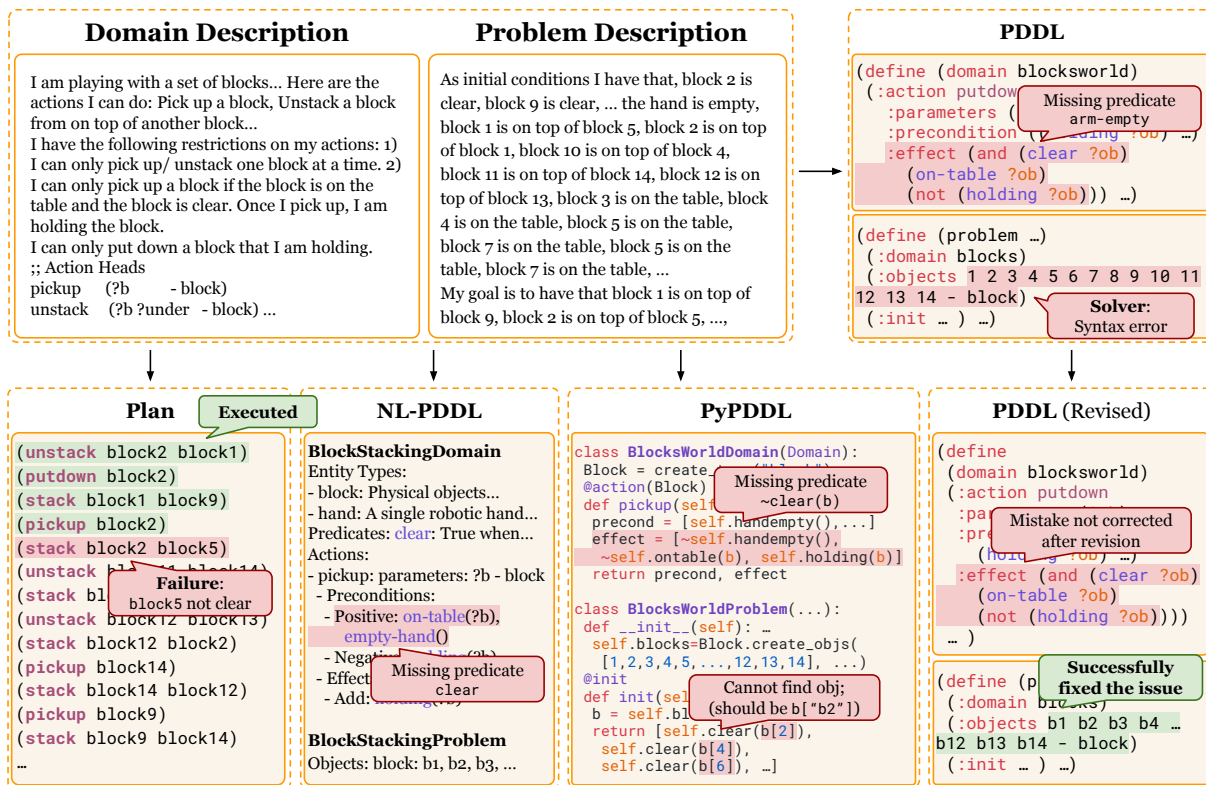 Domain Description
I am playing with a set of blocks... Here are the
actions I can do: Pick up a block, Unstack a block
from on top of another block...
I have the following restrictions on my actions: 1)
I can only pick up/ unstack one block at a time. 2)
I can only pick up a block if the block is on the
table and the block is clear. Once I pick up, I am
holding the block.
I can only put down a block that I am holding.
;; Action Heads
pickup (?b - block)
unstack (?b ?under - block) ...
Problem Description
As initial conditions I have that, block 2 is
clear, block 9 is clear, ... the hand is empty,
block 1 is on top of block 5, block 2 is on top
of block 1, block 10 is on top of block 4,
block 11 is on top of block 14, block 12 is on
top of block 13, block 3 is on the table, block
4 is on the table, block 5 is on the table,
block 7 is on the table, block 5 is on the
table, block 7 is on the table, ...
My goal is to have that block 1 is on top of
block 9, block 2 is on top of block 5, ...,
PDDL
(define (domain blocksworld)
(:action putdown
:parameters (
:precondition (
?ob) …)
:effect (and (clear ?ob)
(on-table ?ob)
(not (holding ?ob))) …)
Missing predicate
arm-empty
(define (problem …)
(:domain blocks)
(:objects 1 2 3 4 5 6 7 8 9 10 11
12 13 14 - block)
(:init … ) …)
Solver:
Syntax error
Plan
Executed
(unstack block2 block1)
(putdown block2)
(stack block1 block9)
(pickup block2)
(stack block2 block5)
(unstack
(stack
(unstack block12 block13)
(stack block12 block2)
(pickup block14)
(stack block14 block12)
(pickup block9)
(stack block9 block14)
…
Failure:
block5 not clear
NL-PDDL
BlockStackingDomain
Entity Types:
- block: Physical objects...
- hand: A single robotic hand...
Predicates: clear: True when...
Actions:
- pickup: parameters: ?b - block
- Preconditions:
- Positive: on-table(?b),
empty-hand()
- Negative:
- Effect
- Add: holding(?b)
Missing predicate
clear
BlockStackingProblem
Objects: block: b1, b2, b3, ...
PyPDDL
class BlocksWorldDomain(Domain):
Block = create_
@action(Block)
def pickup(self
precond = [self.handempty(),...]
effect = [~self.handempty(),
~self.ontable(b), self.holding(b)]
return precond, effect
Missing predicate
~clear(b)
class BlocksWorldProblem(...):
def __init__(self): …
self.blocks=Block.create_objs(
[1,2,3,4,5,...,12,13,14], ...)
@init
def init(self
b = self.bl
return [self.clear(b[2]),
self.clear(b[4]),
self.clear(b[6]), …]
Cannot find obj;
(should be b["b2"])
PDDL (Revised)
(define
(domain blocksworld)
(:action putdown
(holding ?ob)
:effect (and (clear ?ob)
(on-table ?ob)
(not (holding ?ob))))
… )
Mistake not corrected
after revision
(define (p
(:domain blocks)
(:objects b1 b2 b3 b4 …
b12 b13 b14 - block)
(:init … ) …)
Successfully
fixed the issue